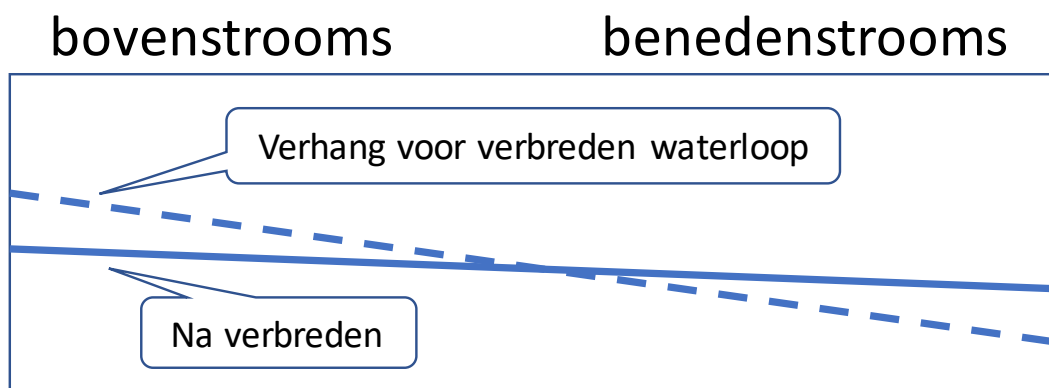 bovenstrooms benedenstrooms
Verhang voor verbreden waterloop
Na verbreden